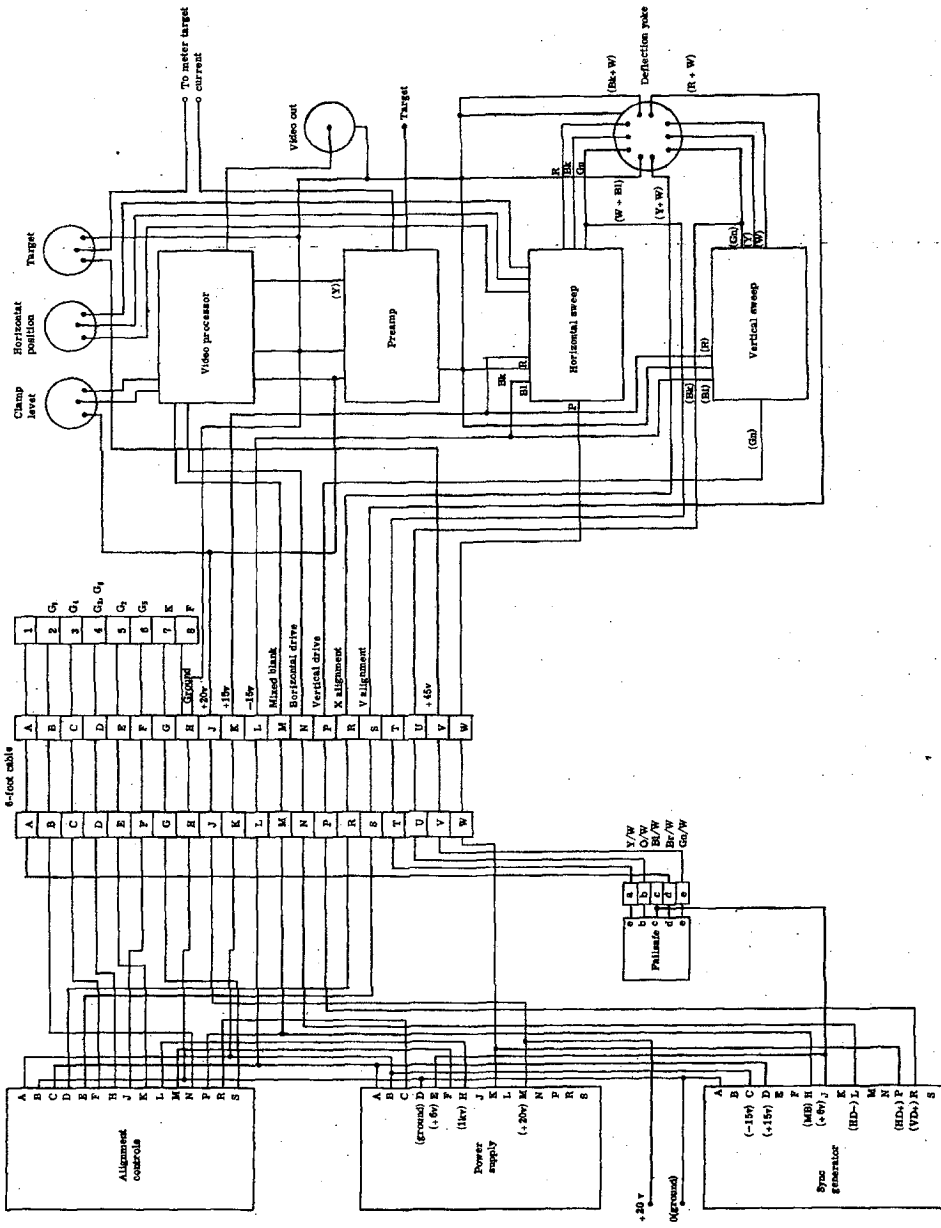 To meter target
current
Video out
Target
Deflection yoke
(Bk+W)
(R + W)
R
Bk
Gn
(W + Bl)
(Y+W)
(Gn)
(Y)
(W)
Target
Horizontat
position
Clamp
level
Video processor
(Y)
Preamp
Bk
R
Bl
P
Horizontal sweep
(R)
(Bk)
(Bl)
(Gn)
Vertical sweep
1
2
3
4
5
6
7
8
G₄
G₂
K
F
6-foot cable
A
B
C
D
E
F
G
H
J
K
L
M
N
P
R
S
T
U
V
W
Ground
+20v
+15v
-15v
Mixed blank
Horizontal drive
Vertical drive
X alignment
V alignment
+45v
A
B
C
D
E
F
G
H
J
K
L
M
N
P
R
S
T
U
V
W
Y/W
O/W
Bl/W
Br/W
Gn/W
a
b
c
d
e
e
b
c
d
e
Failsafe
Alignment
controls
A
B
C
D
E
F
H
J
K
L
M
N
P
R
S
Power
supply
A
B
C
(ground) D
(+6v) E
F
(1kv) H
J
K
L
(+20v) M
N
P
R
S
+20 v
0(ground)
Sync
generator
A
B
(-15v) C
(+15v) D
E
F
(MB) H
(+6v) J
K
(HD-) L
M
N
(HD+) P
(VD+) R
S